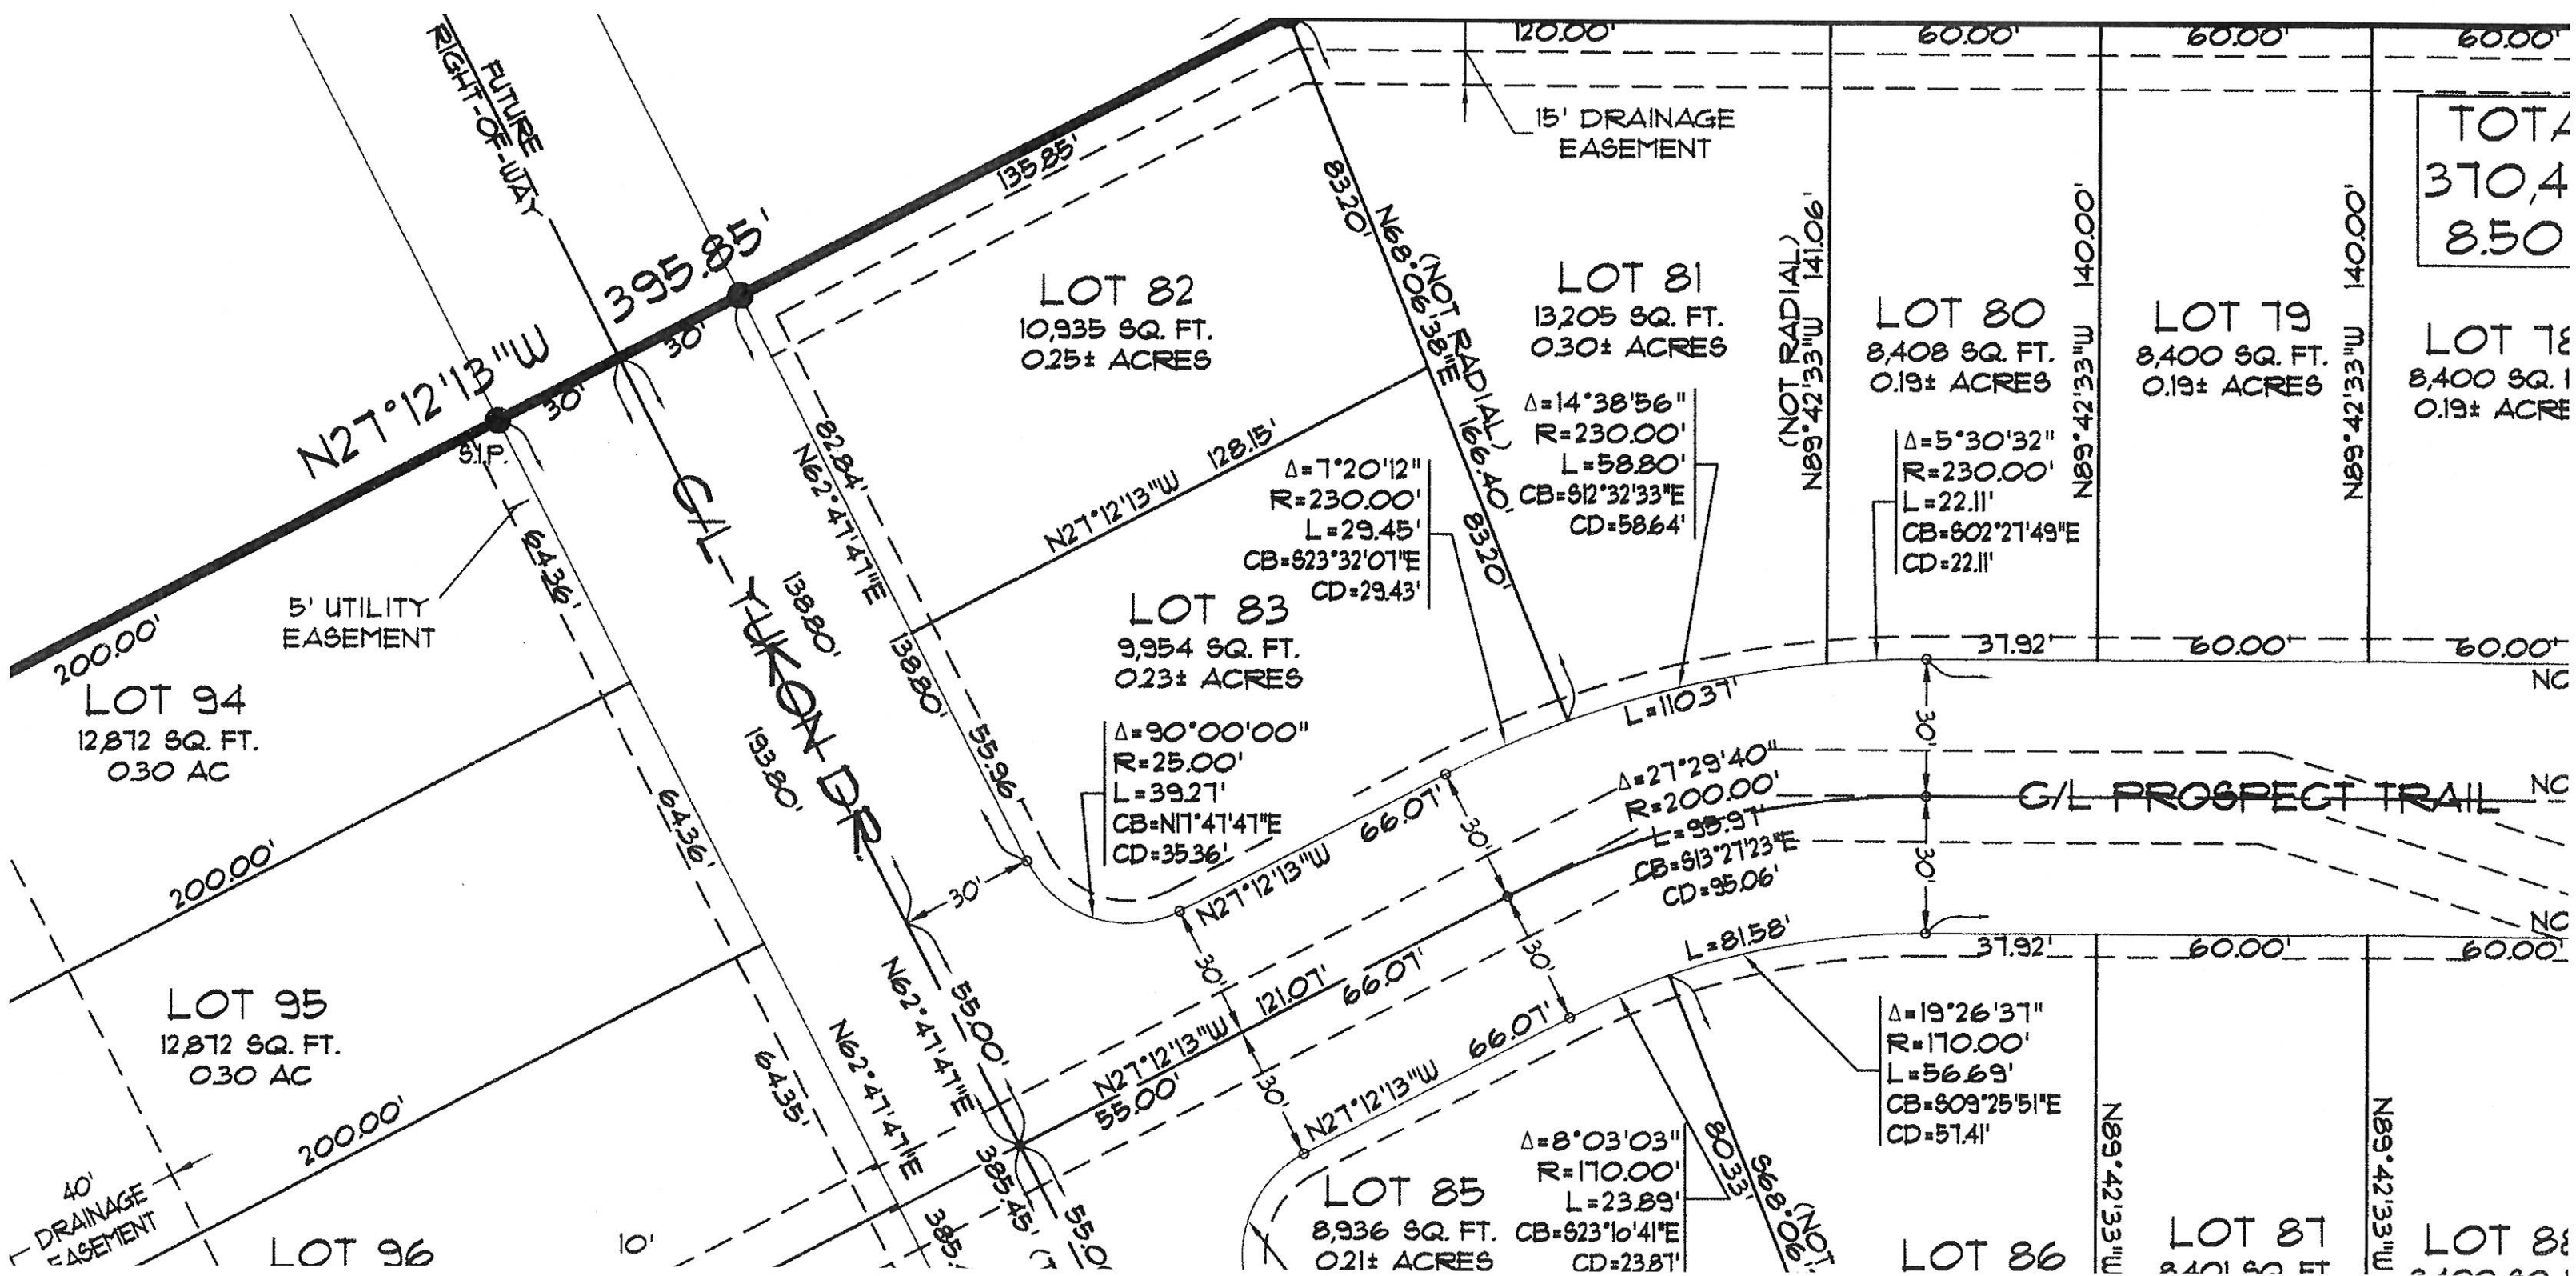 FUTURE
RIGHT-OF-WAY
120.00'
60.00'
60.00'
60.00'
15' DRAINAGE
EASEMENT
TOTA
370,4
8.50
135.85'
N27°12'13"W 395.85'
30'
30'
S.I.P.
LOT 82
10,935 SQ. FT.
0.25± ACRES
83.20'
N68°06'38"E 166.40'
(NOT RADIAL)
83.20'
LOT 81
13,205 SQ. FT.
0.30± ACRES
N89°42'33"W 141.06'
(NOT RADIAL)
LOT 80
8,408 SQ. FT.
0.19± ACRES
N89°42'33"W 140.00'
LOT 79
8,400 SQ. FT.
0.19± ACRES
N89°42'33"W 140.00'
LOT 78
8,400 SQ. F
0.19± ACRE
Δ=14°38'56"
R=230.00'
L=58.80'
CB=S12°32'33"E
CD=58.64'
Δ=5°30'32"
R=230.00'
L=22.11'
CB=S02°27'49"E
CD=22.11'
Δ=7°20'12"
R=230.00'
L=29.45'
CB=S23°32'07"E
CD=29.43'
N27°12'13"W 128.15'
82.84'
N62°47'47"E
138.80'
55.96'
C/L YUKON DR.
138.80'
193.80'
64.36'
5' UTILITY
EASEMENT
200.00'
LOT 94
12,872 SQ. FT.
0.30 AC
LOT 83
9,954 SQ. FT.
0.23± ACRES
Δ=90°00'00"
R=25.00'
L=39.27'
CB=N17°47'47"E
CD=35.36'
37.92'
60.00'
60.00'
NO
L=110.37'
30'
Δ=27°29'40"
R=200.00'
L=95.97'
CB=S13°27'23"E
CD=95.06'
C/L PROSPECT TRAIL
NO
30'
NO
N27°12'13"W 66.07'
30'
30'
30'
64.36'
200.00'
L=81.58'
37.92'
60.00'
60.00'
LOT 95
12,872 SQ. FT.
0.30 AC
N62°47'47"E
55.00'
30'
N27°12'13"W 121.07'
55.00'
66.07'
30'
N27°12'13"W 66.07'
Δ=19°26'37"
R=170.00'
L=56.69'
CB=S09°25'51"E
CD=57.41'
64.35'
N62°47'47"E
200.00'
40'
DRAINAGE
EASEMENT
LOT 96
10'
385.
385.45'
55.0
LOT 85
8,936 SQ. FT.
0.21± ACRES
Δ=8°03'03"
R=170.00'
L=23.89'
CB=S23°16'41"E
CD=23.87'
80.33'
S68°06
(NOT
LOT 86
N89°42'33"W
LOT 87
8,401 SQ. FT.
N89°42'33"W
LOT 88